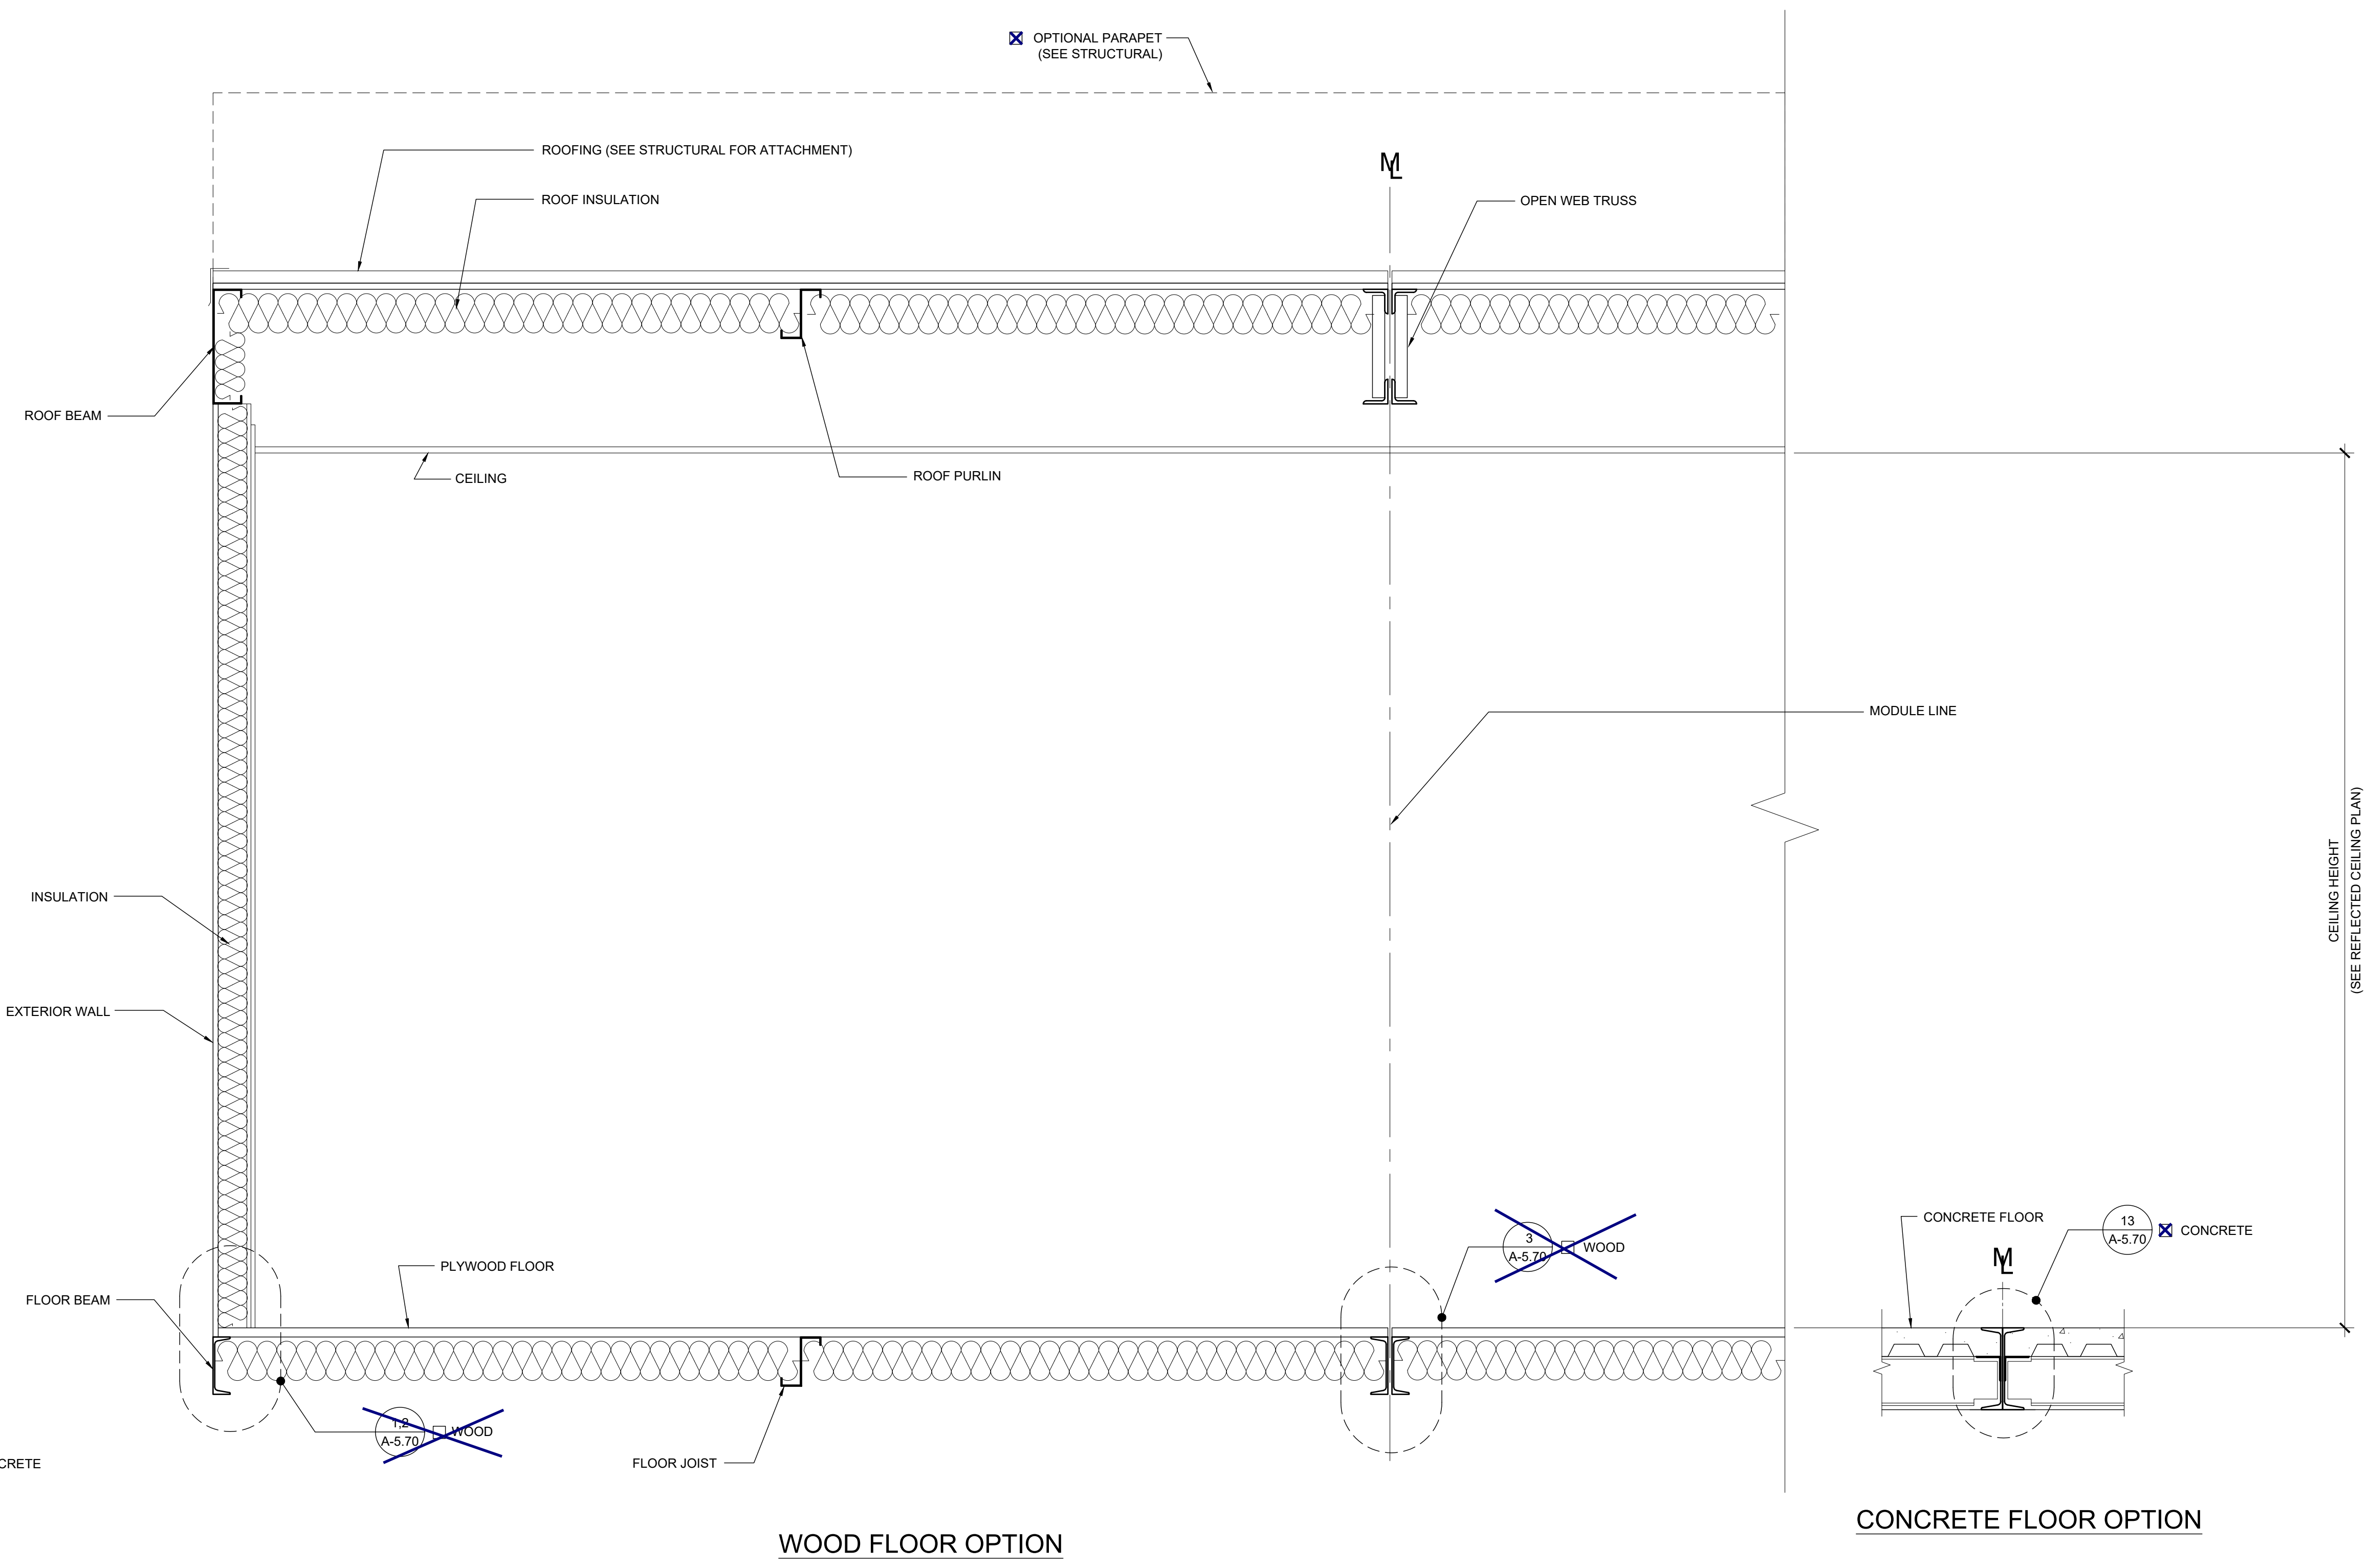 OPTIONAL PARAPET
(SEE STRUCTURAL)
ROOFING (SEE STRUCTURAL FOR ATTACHMENT)
ML
ROOF INSULATION
OPEN WEB TRUSS
ROOF BEAM
CEILING
ROOF PURLIN
MODULE LINE
CEILING HEIGHT
(SEE REFLECTED CEILING PLAN)
INSULATION
EXTERIOR WALL
CONCRETE FLOOR
13
A-5.70
CONCRETE
3
A-5.70
WOOD
ML
PLYWOOD FLOOR
FLOOR BEAM
1,2
A-5.70
WOOD
CRETE
FLOOR JOIST
CONCRETE FLOOR OPTION
WOOD FLOOR OPTION